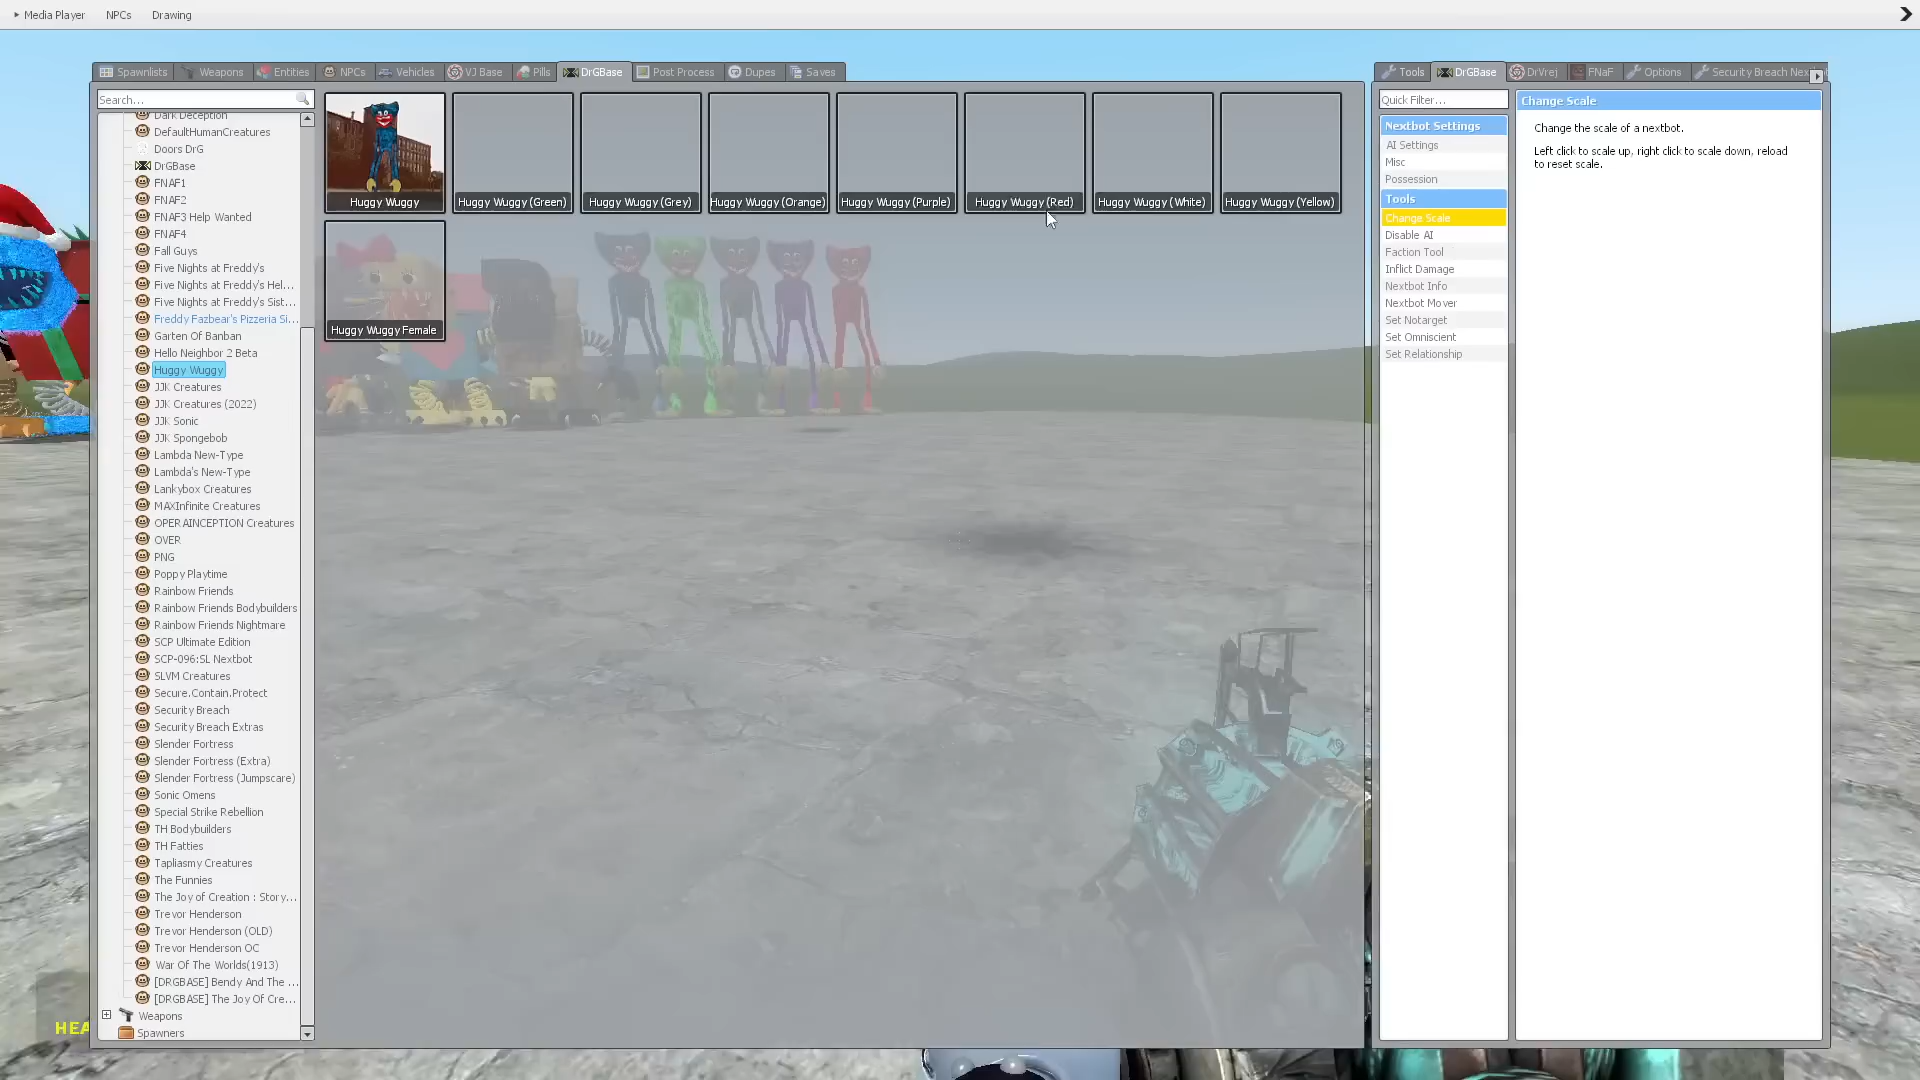 Media Player NPCs Drawing
Spawnlists Weapons Entities NPCs Vehicles VJ Base Pills DrGBase Post Process Dupes Saves
Tools DrGBase DrVrej FNaF Options Security Breach Nex
Search...
Dark Deception
DefaultHumanCreatures
Doors DrG
DrGBase
FNAF1
FNAF2
FNAF3 Help Wanted
FNAF4
Fall Guys
Five Nights at Freddy's
Five Nights at Freddy's Hel...
Five Nights at Freddy's Sist...
Freddy Fazbear's Pizzeria Si...
Garten Of Banban
Hello Neighbor 2 Beta
Huggy Wuggy
JJK Creatures
JJK Creatures (2022)
JJK Sonic
JJK Spongebob
Lambda New-Type
Lambda's New-Type
Lankybox Creatures
MAXInfinite Creatures
OPERAINCEPTION Creatures
OVER
PNG
Poppy Playtime
Rainbow Friends
Rainbow Friends Bodybuilders
Rainbow Friends Nightmare
SCP Ultimate Edition
SCP-096:SL Nextbot
SLVM Creatures
Secure.Contain.Protect
Security Breach
Security Breach Extras
Slender Fortress
Slender Fortress (Extra)
Slender Fortress (Jumpscare)
Sonic Omens
Special Strike Rebellion
TH Bodybuilders
TH Fatties
Tapliasmy Creatures
The Funnies
The Joy of Creation : Story...
Trevor Henderson
Trevor Henderson (OLD)
Trevor Henderson OC
War Of The Worlds(1913)
[DRGBASE] Bendy And The ...
[DRGBASE] The Joy Of Cre...
Weapons
Spawners
Huggy Wuggy
Huggy Wuggy (Green)
Huggy Wuggy (Grey)
Huggy Wuggy (Orange)
Huggy Wuggy (Purple)
Huggy Wuggy (Red)
Huggy Wuggy (White)
Huggy Wuggy (Yellow)
Huggy Wuggy Female
Quick Filter...
Nextbot Settings
AI Settings
Misc
Possession
Tools
Change Scale
Disable AI
Faction Tool
Inflict Damage
Nextbot Info
Nextbot Mover
Set Notarget
Set Omniscient
Set Relationship
Change Scale
Change the scale of a nextbot.
Left click to scale up, right click to scale down, reload
to reset scale.
HEA